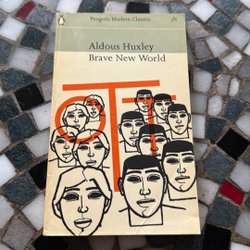 Penguin Modern Classics
Aldous Huxley
Brave New World